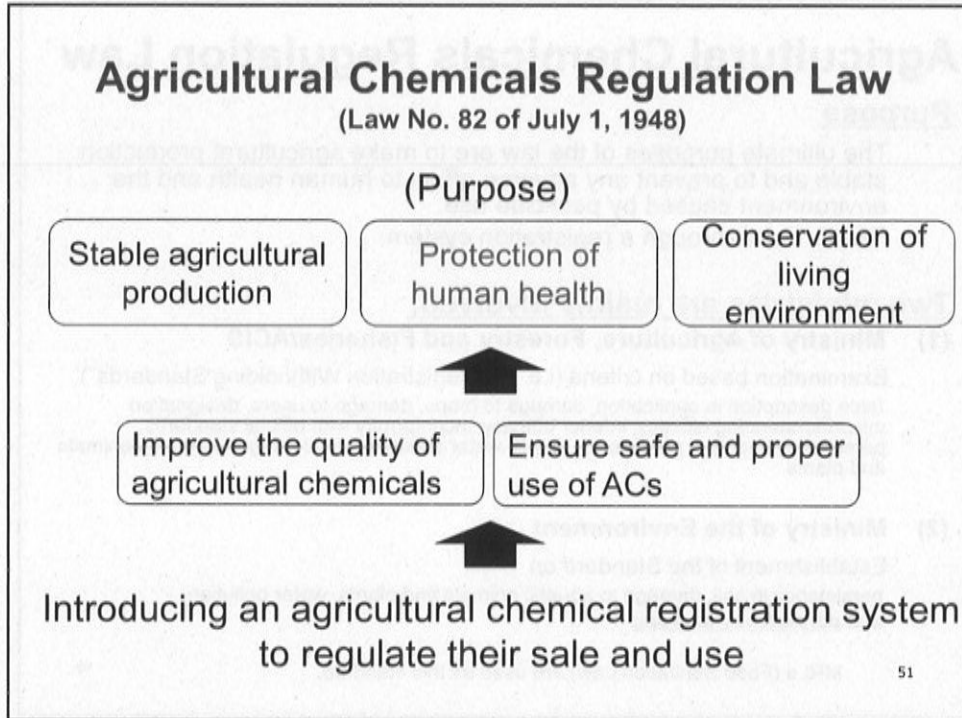 Agricultural Chemicals Regulation Law
(Law No. 82 of July 1, 1948)
(Purpose)
Stable agricultural
production
Protection of
human health
Conservation of
living
environment
Improve the quality of
agricultural chemicals
Ensure safe and proper
use of ACs
Introducing an agricultural chemical registration system
to regulate their sale and use
51